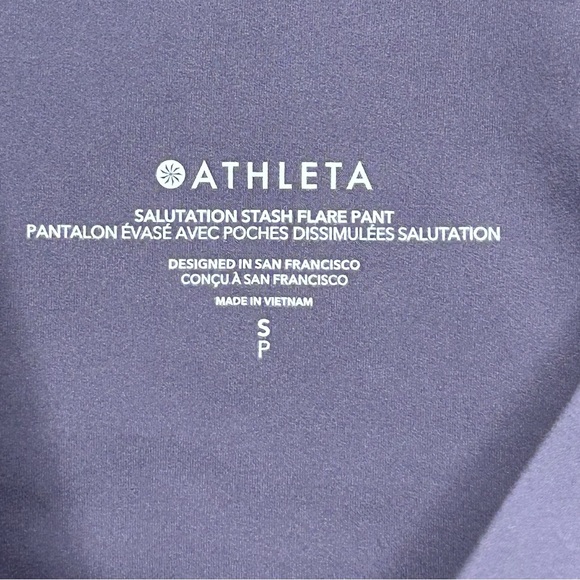 ATHLETA
SALUTATION STASH FLARE PANT
PANTALON ÉVASÉ AVEC POCHES DISSIMULÉES SALUTATION
DESIGNED IN SAN FRANCISCO
CONÇU À SAN FRANCISCO
MADE IN VIETNAM
S
P